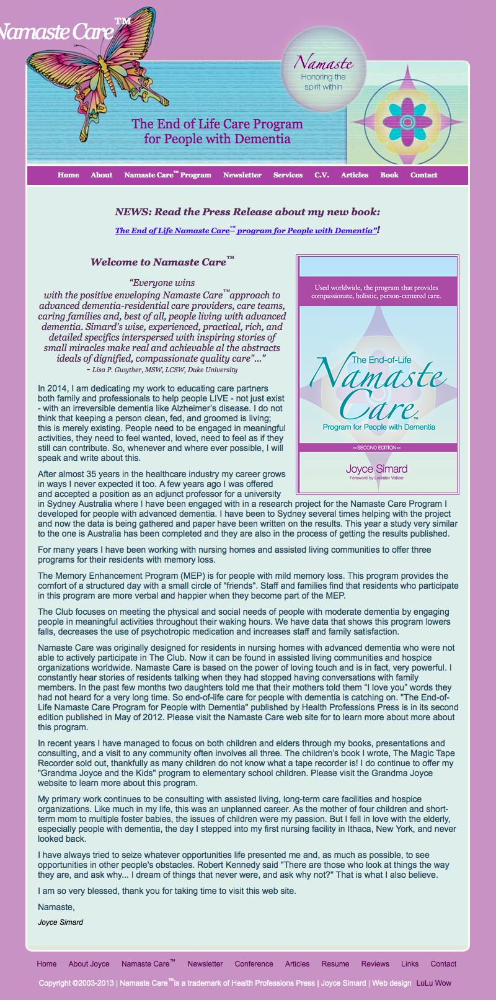 Namaste Care™
Namaste
Honoring the
spirit within
The End of Life Care Program
for People with Dementia
Home About Namaste Care™ Program Newsletter Services C.V. Articles Book Contact
NEWS: Read the Press Release about my new book:
The End of Life Namaste Care™ program for People with Dementia”!
Welcome to Namaste Care™
“Everyone wins
with the positive enveloping Namaste Care™approach to
advanced dementia-residential care providers, care teams,
caring families and, best of all, people living with advanced
dementia. Simard's wise, experienced, practical, rich, and
detailed specifics interspersed with inspiring stories of
small miracles make real and achievable al the abstracts
ideals of dignified, compassionate quality care"...”
- Lisa P. Gwyther, MSW, LCSW, Duke University
Used worldwide, the program that provides
compassionate, holistic, person-centered care.
The End-of-Life
Namaste
Care™
Program for People with Dementia
—SECOND EDITION—
Joyce Simard
Foreword by Ladislav Volicer
In 2014, I am dedicating my work to educating care partners
both family and professionals to help people LIVE - not just exist
- with an irreversible dementia like Alzheimer's disease. I do not
think that keeping a person clean, fed, and groomed is living;
this is merely existing. People need to be engaged in meaningful
activities, they need to feel wanted, loved, need to feel as if they
still can contribute. So, whenever and where ever possible, I will
speak and write about this.
After almost 35 years in the healthcare industry my career grows
in ways I never expected it too. A few years ago I was offered
and accepted a position as an adjunct professor for a university
in Sydney Australia where I have been engaged with in a research project for the Namaste Care Program I
developed for people with advanced dementia. I have been to Sydney several times helping with the project
and now the data is being gathered and paper have been written on the results. This year a study very similar
to the one is Australia has been completed and they are also in the process of getting the results published.
For many years I have been working with nursing homes and assisted living communities to offer three
programs for their residents with memory loss.
The Memory Enhancement Program (MEP) is for people with mild memory loss. This program provides the
comfort of a structured day with a small circle of "friends". Staff and families find that residents who participate
in this program are more verbal and happier when they become part of the MEP.
The Club focuses on meeting the physical and social needs of people with moderate dementia by engaging
people in meaningful activities throughout their waking hours. We have data that shows this program lowers
falls, decreases the use of psychotropic medication and increases staff and family satisfaction.
Namaste Care was originally designed for residents in nursing homes with advanced dementia who were not
able to actively participate in The Club. Now it can be found in assisted living communities and hospice
organizations worldwide. Namaste Care is based on the power of loving touch and is in fact, very powerful. I
constantly hear stories of residents talking when they had stopped having conversations with family
members. In the past few months two daughters told me that their mothers told them “I love you” words they
had not heard for a very long time. So end-of-life care for people with dementia is catching on. "The End-of-
Life Namaste Care Program for People with Dementia" published by Health Professions Press is in its second
edition published in May of 2012. Please visit the Namaste Care web site for to learn more about more about
this program.
In recent years I have managed to focus on both children and elders through my books, presentations and
consulting, and a visit to any community often involves all three. The children's book I wrote, The Magic Tape
Recorder sold out, thankfully as many children do not know what a tape recorder is! I do continue to offer my
"Grandma Joyce and the Kids" program to elementary school children. Please visit the Grandma Joyce
website to learn more about this program.
My primary work continues to be consulting with assisted living, long-term care facilities and hospice
organizations. Like much in my life, this was an unplanned career. As the mother of four children and short-
term mom to multiple foster babies, the issues of children were my passion. But I fell in love with the elderly,
especially people with dementia, the day I stepped into my first nursing facility in Ithaca, New York, and never
looked back.
I have always tried to seize whatever opportunities life presented me and, as much as possible, to see
opportunities in other people's obstacles. Robert Kennedy said "There are those who look at things the way
they are, and ask why... I dream of things that never were, and ask why not?" That is what I also believe.
I am so very blessed, thank you for taking time to visit this web site.
Namaste,
Joyce Simard
Home About Joyce Namaste Care™ Newsletter Conference Articles Resume Reviews Links Contact
Copyright ©2003-2013 | Namaste Care™is a trademark of Health Professions Press | Joyce Simard | Web design LuLu Wow